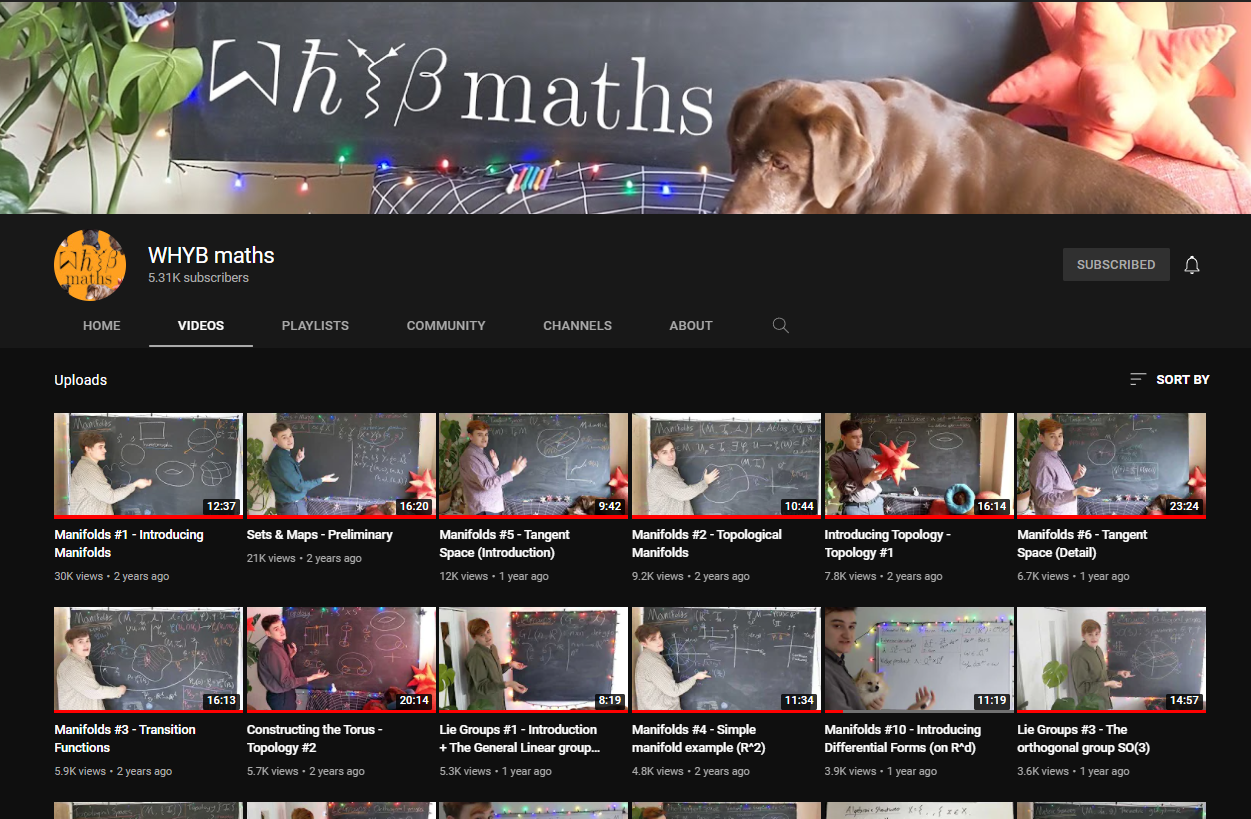 ħ β maths
ħ β
maths
WHYB maths
5.31K subscribers
SUBSCRIBED
HOME
VIDEOS
PLAYLISTS
COMMUNITY
CHANNELS
ABOUT
Uploads
SORT BY
Manifolds
12:37
16:20
9:42
Manifolds
10:44
16:14
23:24
Manifolds #1 - Introducing
Manifolds
30K views • 2 years ago
Sets & Maps - Preliminary
21K views • 2 years ago
Manifolds #5 - Tangent
Space (Introduction)
12K views • 1 year ago
Manifolds #2 - Topological
Manifolds
9.2K views • 2 years ago
Introducing Topology -
Topology #1
7.8K views • 2 years ago
Manifolds #6 - Tangent
Space (Detail)
6.7K views • 1 year ago
Manifolds
16:13
20:14
8:19
Manifolds
11:34
11:19
14:57
Manifolds #3 - Transition
Functions
5.9K views • 2 years ago
Constructing the Torus -
Topology #2
5.7K views • 2 years ago
Lie Groups #1 - Introduction
+ The General Linear group...
5.3K views • 1 year ago
Manifolds #4 - Simple
manifold example (R^2)
4.8K views • 2 years ago
Manifolds #10 - Introducing
Differential Forms (on R^d)
3.9K views • 1 year ago
Lie Groups #3 - The
orthogonal group SO(3)
3.6K views • 1 year ago